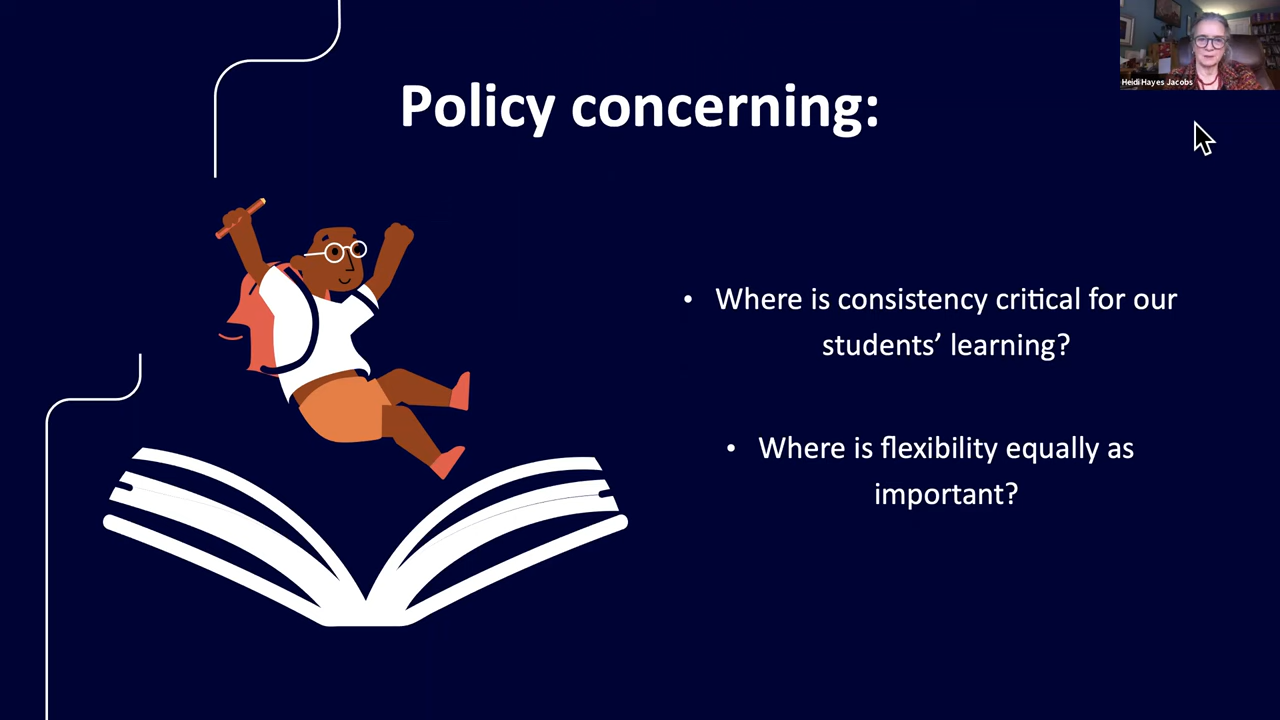 Heidi Hayes Jacobs
Policy concerning:
• Where is consistency critical for our
students’ learning?
• Where is flexibility equally as
important?